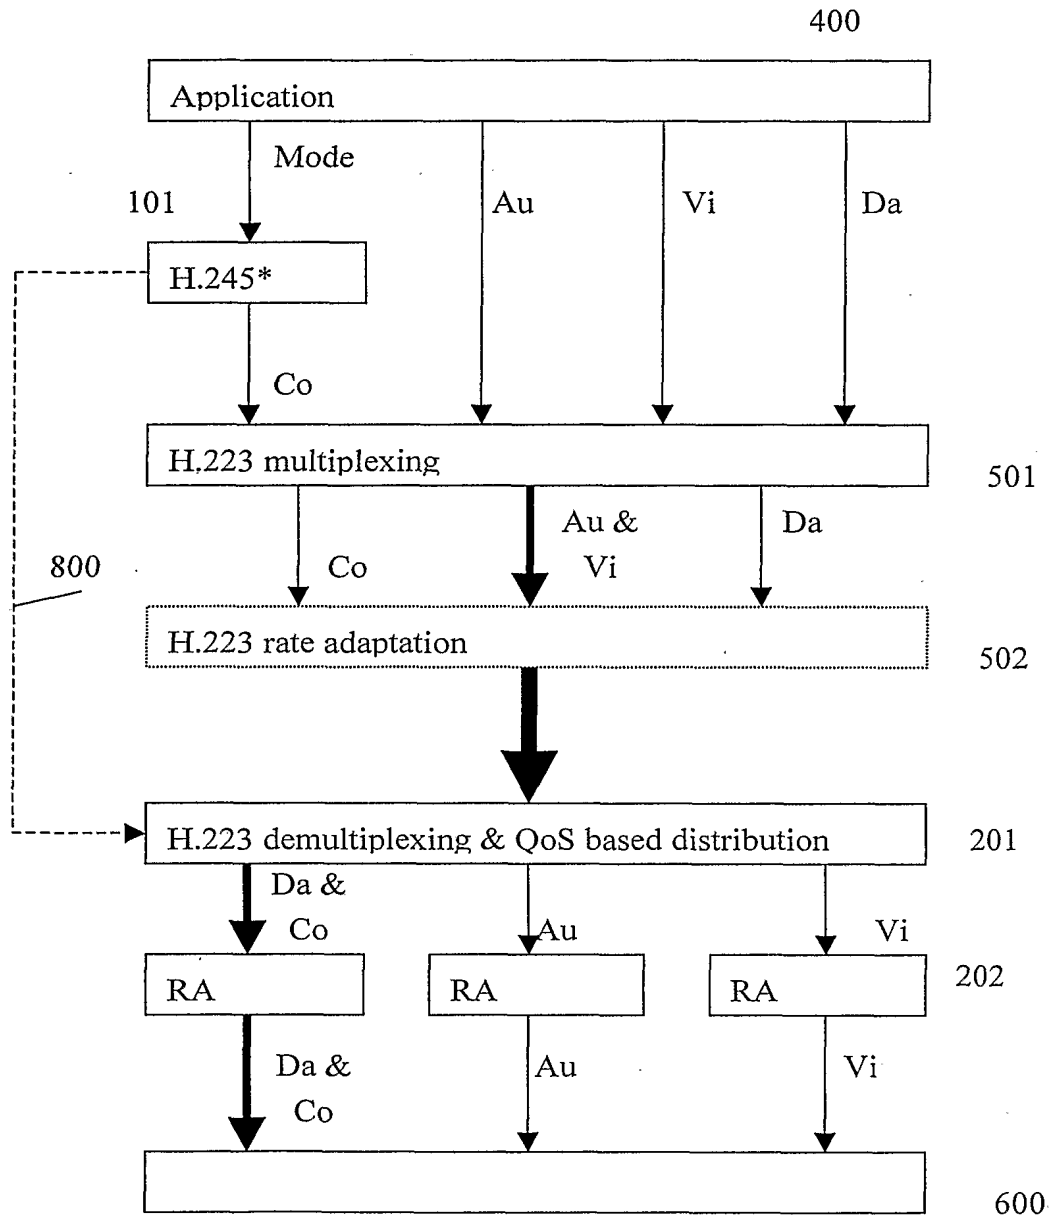 400
Application
Mode
101
Au
Vi
Da
H.245*
Co
H.223 multiplexing
501
Au &
Vi
Da
Co
800
H.223 rate adaptation
502
H.223 demultiplexing & QoS based distribution
201
Da &
Co
Au
Vi
RA
RA
RA
202
Da &
Co
Au
Vi
600